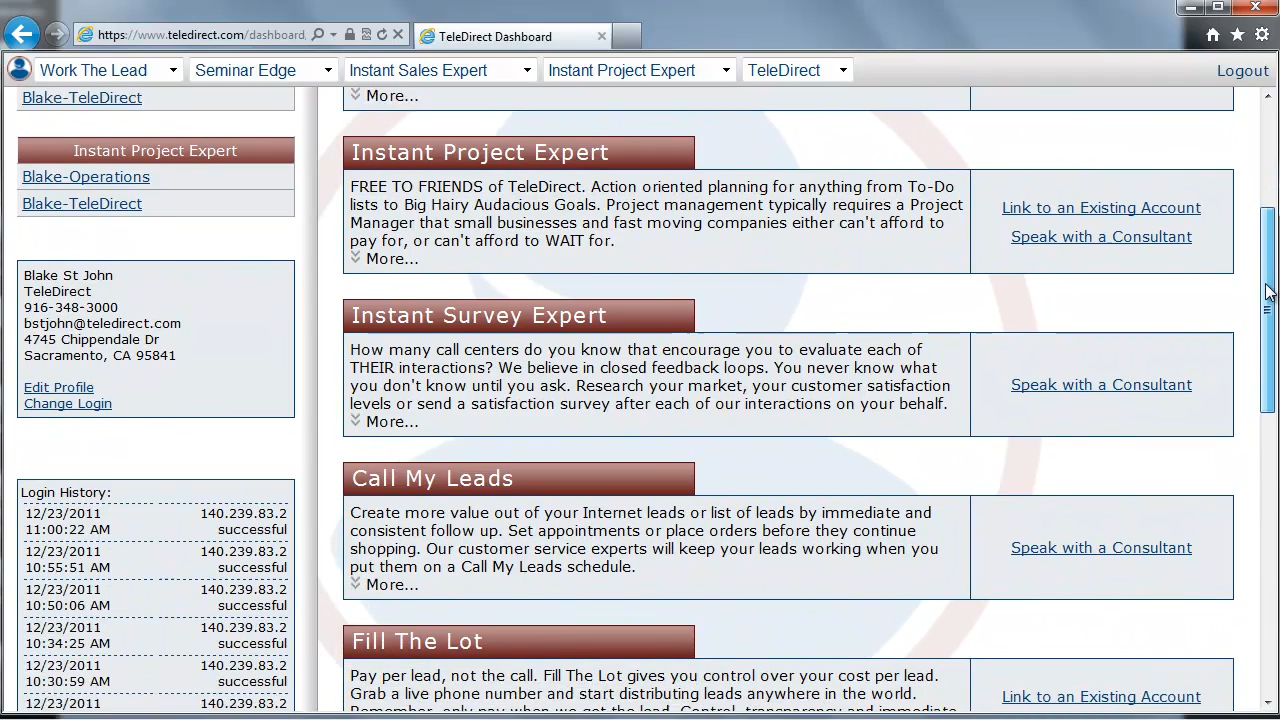 https://www.teledirect.com/dashboard.
TeleDirect Dashboard
Work The Lead
Seminar Edge
Instant Sales Expert
Instant Project Expert
TeleDirect
Logout
Blake-TeleDirect
Instant Project Expert
Blake-Operations
Blake-TeleDirect
Blake St John
TeleDirect
916-348-3000
bstjohn@teledirect.com
4745 Chippendale Dr
Sacramento, CA 95841
Edit Profile
Change Login
Login History:
12/23/2011 140.239.83.2
11:00:22 AM successful
12/23/2011 140.239.83.2
10:55:51 AM successful
12/23/2011 140.239.83.2
10:50:06 AM successful
12/23/2011 140.239.83.2
10:34:25 AM successful
12/23/2011 140.239.83.2
10:30:59 AM successful
12/23/2011 140.239.83.2
More...
Instant Project Expert
FREE TO FRIENDS of TeleDirect. Action oriented planning for anything from To-Do
lists to Big Hairy Audacious Goals. Project management typically requires a Project
Manager that small businesses and fast moving companies either can't afford to
pay for, or can't afford to WAIT for.
More...
Link to an Existing Account
Speak with a Consultant
Instant Survey Expert
How many call centers do you know that encourage you to evaluate each of
THEIR interactions? We believe in closed feedback loops. You never know what
you don't know until you ask. Research your market, your customer satisfaction
levels or send a satisfaction survey after each of our interactions on your behalf.
More...
Speak with a Consultant
Call My Leads
Create more value out of your Internet leads or list of leads by immediate and
consistent follow up. Set appointments or place orders before they continue
shopping. Our customer service experts will keep your leads working when you
put them on a Call My Leads schedule.
More...
Speak with a Consultant
Fill The Lot
Pay per lead, not the call. Fill The Lot gives you control over your cost per lead.
Grab a live phone number and start distributing leads anywhere in the world.
Remember, only pay when we get the lead. Control, transparency and immediate
Link to an Existing Account